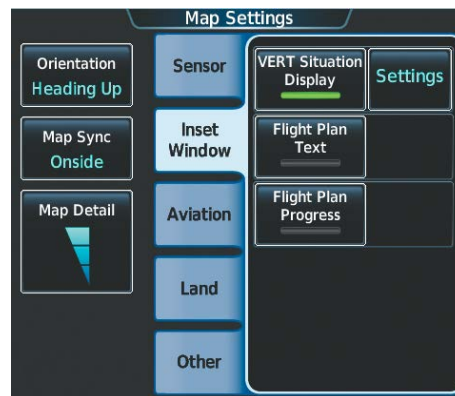 Map Settings
Orientation
Heading Up
Map Sync
Onside
Map Detail
Sensor
Inset
Window
Aviation
Land
Other
VERT Situation
Display
Settings
Flight Plan
Text
Flight Plan
Progress